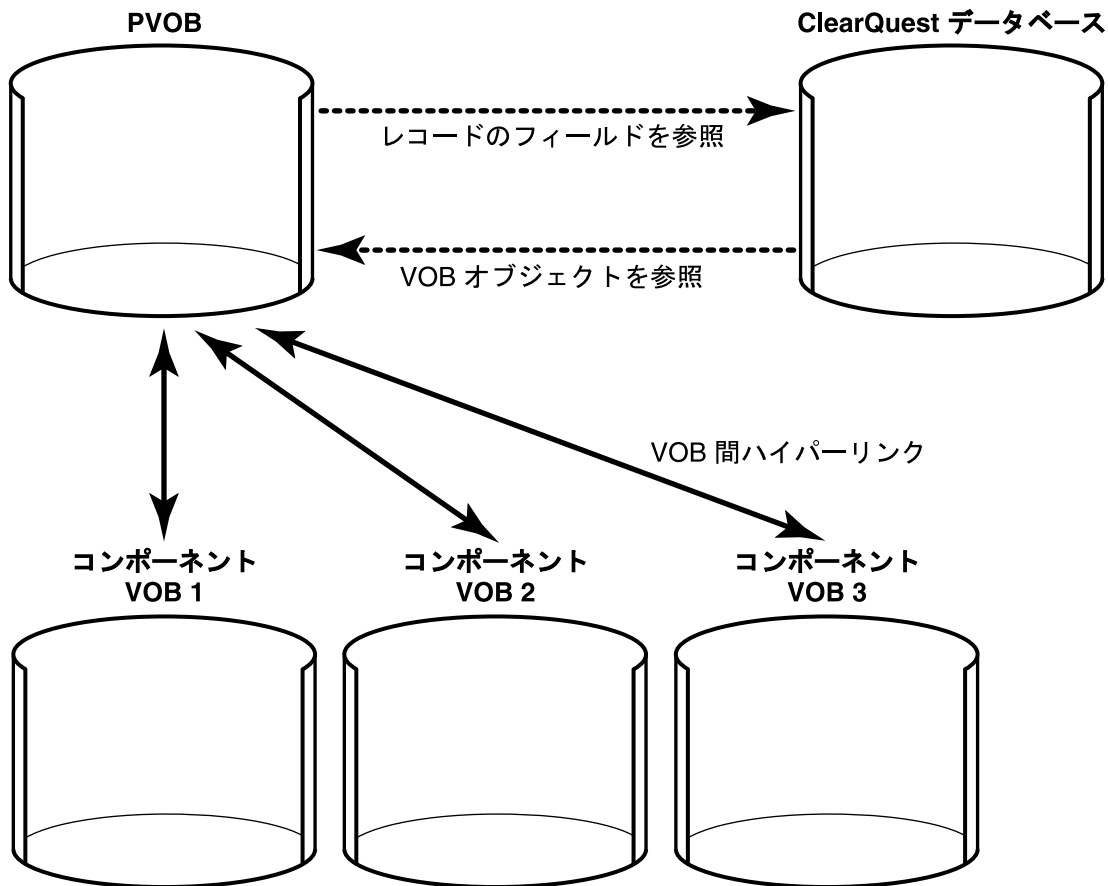 PVOB
ClearQuest データベース
レコードのフィールドを参照
VOB オブジェクトを参照
VOB 間ハイパーリンク
コンポーネント
VOB 1
コンポーネント
VOB 2
コンポーネント
VOB 3